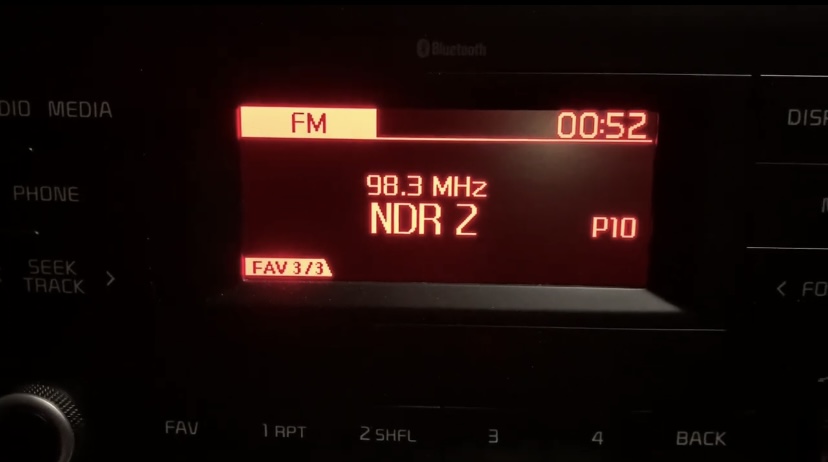 Bluetooth
MEDIA
FM 00:52
DISP
PHONE
98.3 MHz
NDR 2
P10
SEEK
TRACK
FAV 3/3
FO
FAV 1 RPT 2 SHFL 3 4 BACK